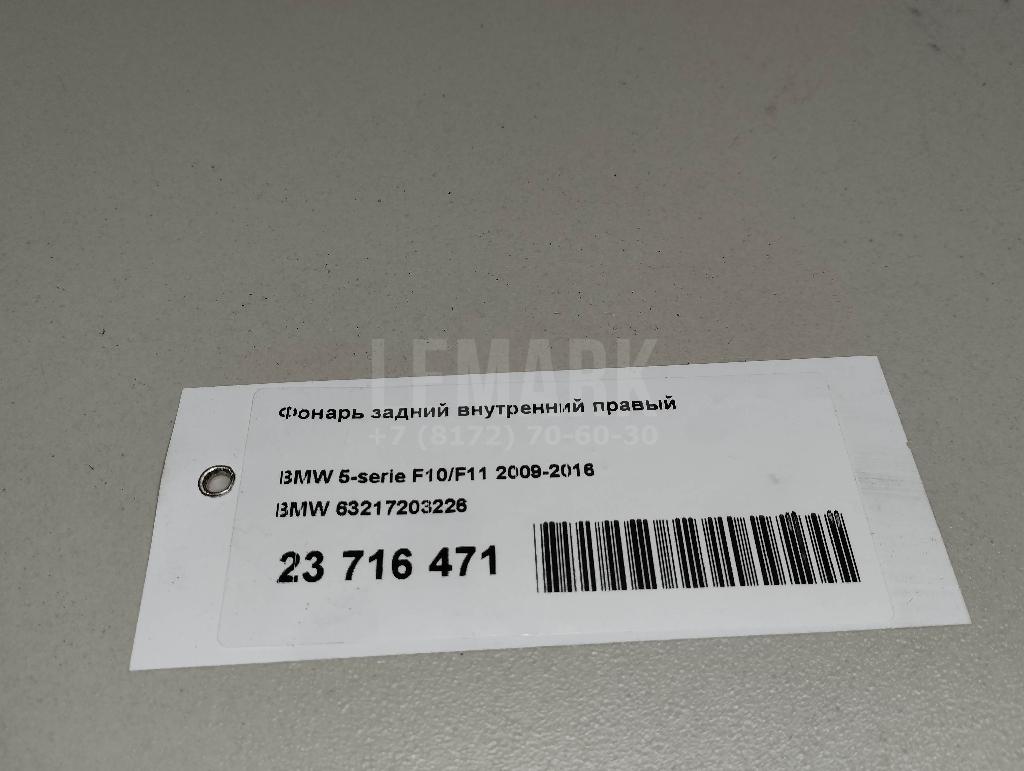 LEMARK
Фонарь задний внутренний правый
+7 (8172) 70-60-30
BMW 5-serie F10/F11 2009-2016
BMW 63217203226
23 716 471